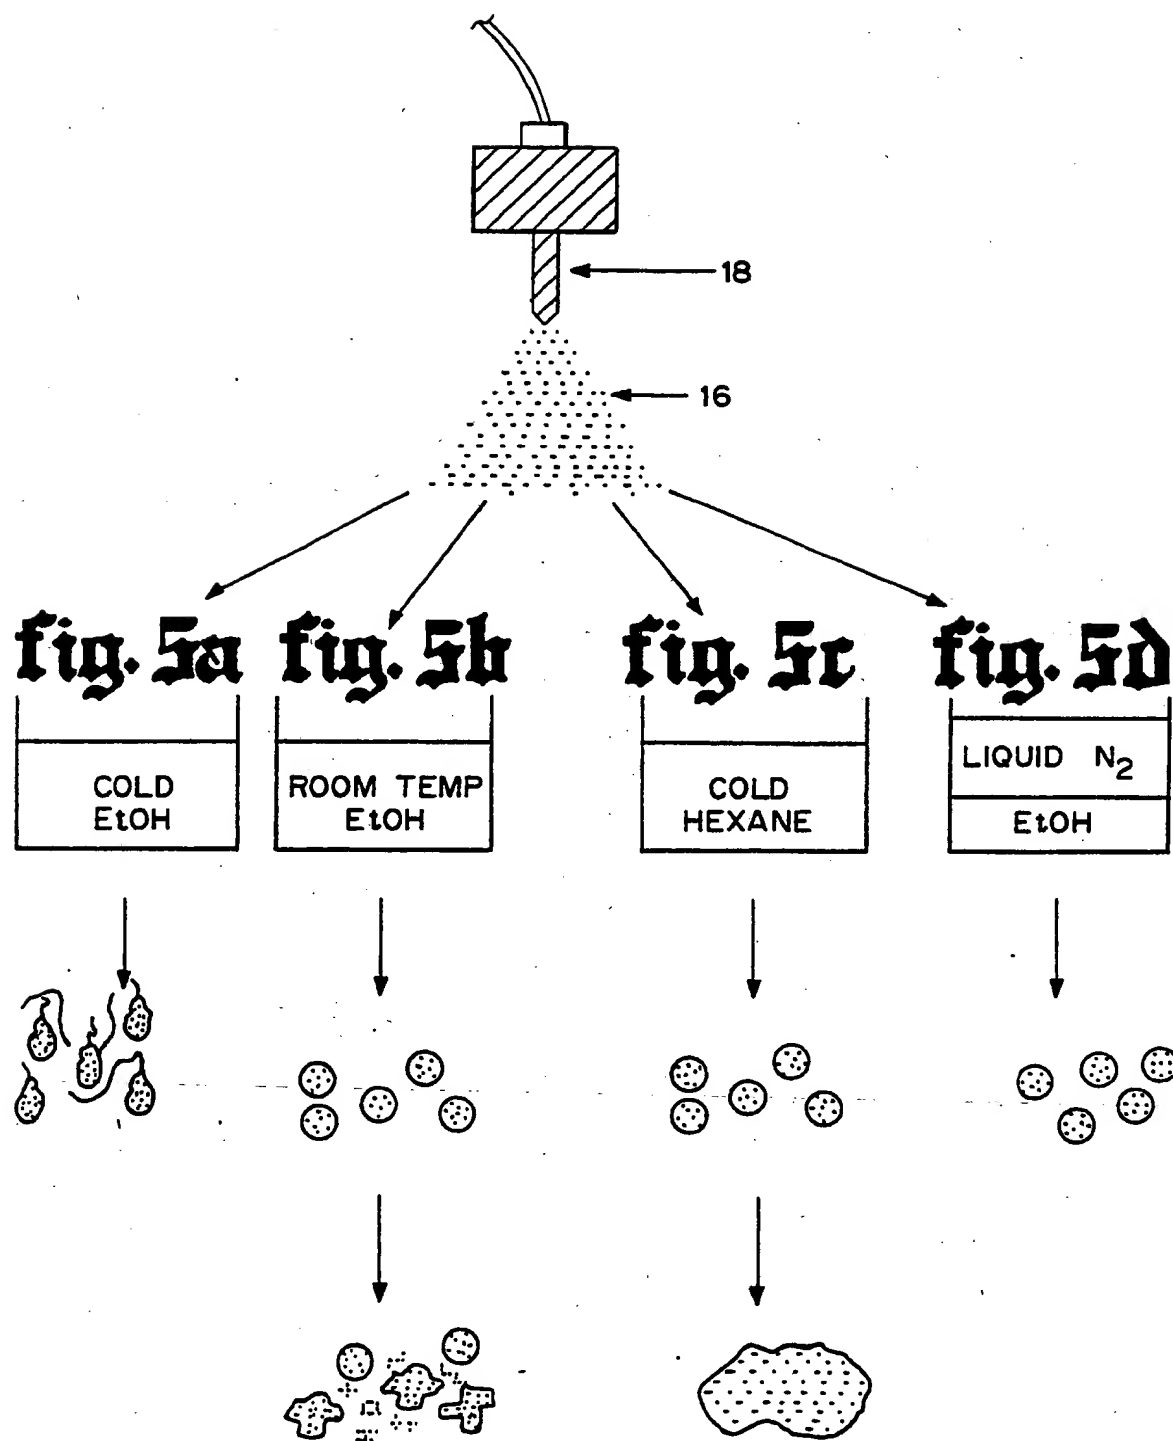 18
16
fig. 5a
fig. 5b
fig. 5c
fig. 5d
COLD
EtOH
ROOM TEMP
EtOH
COLD
HEXANE
LIQUID N2
EtOH